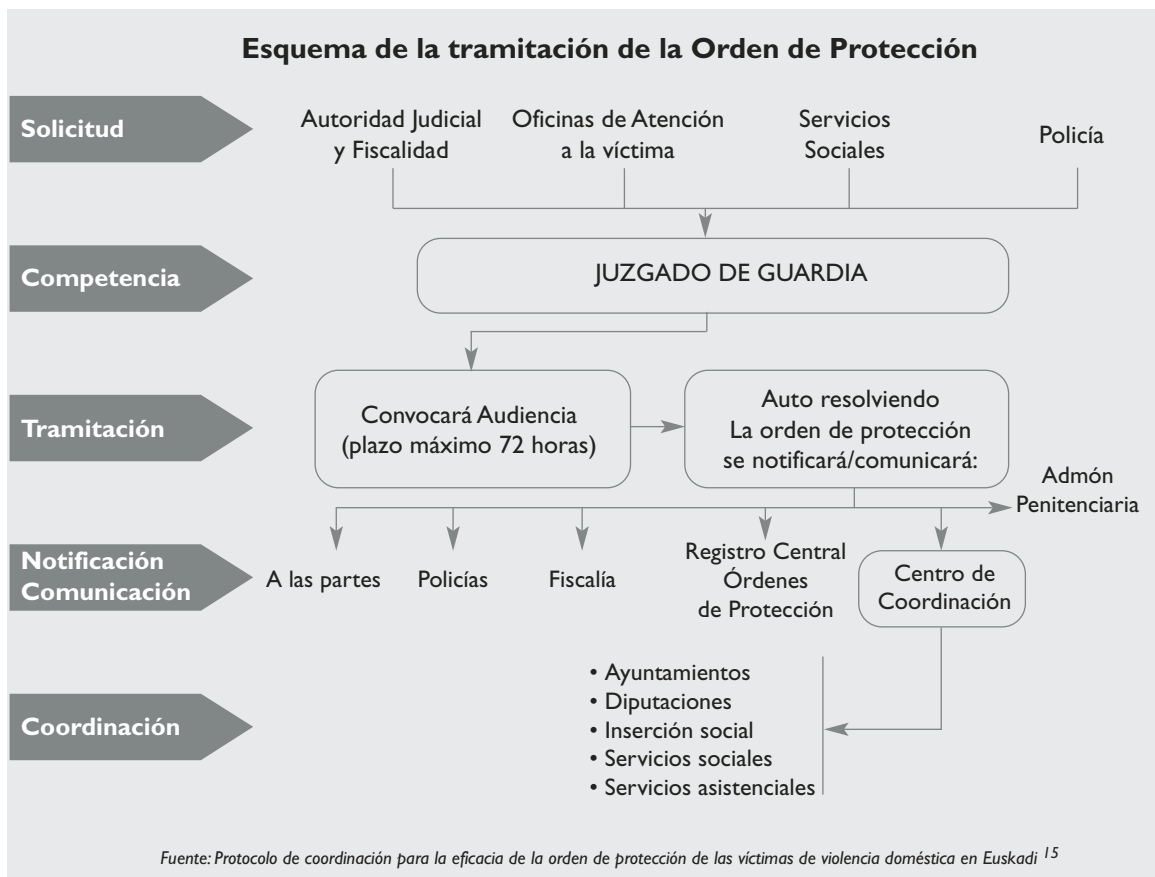 Esquema de la tramitación de la Orden de Protección
Solicitud
Autoridad Judicial
y Fiscalidad
Oficinas de Atención
a la víctima
Servicios
Sociales
Policía
Competencia
JUZGADO DE GUARDIA
Tramitación
Convocará Audiencia
(plazo máximo 72 horas)
Auto resolviendo
La orden de protección
se notificará/comunicará:
Admón
Penitenciaria
Notificación
Comunicación
A las partes
Policías
Fiscalía
Registro Central
Órdenes
de Protección
Centro de
Coordinación
Coordinación
• Ayuntamientos
• Diputaciones
• Inserción social
• Servicios sociales
• Servicios asistenciales
Fuente: Protocolo de coordinación para la eficacia de la orden de protección de las víctimas de violencia doméstica en Euskadi 15